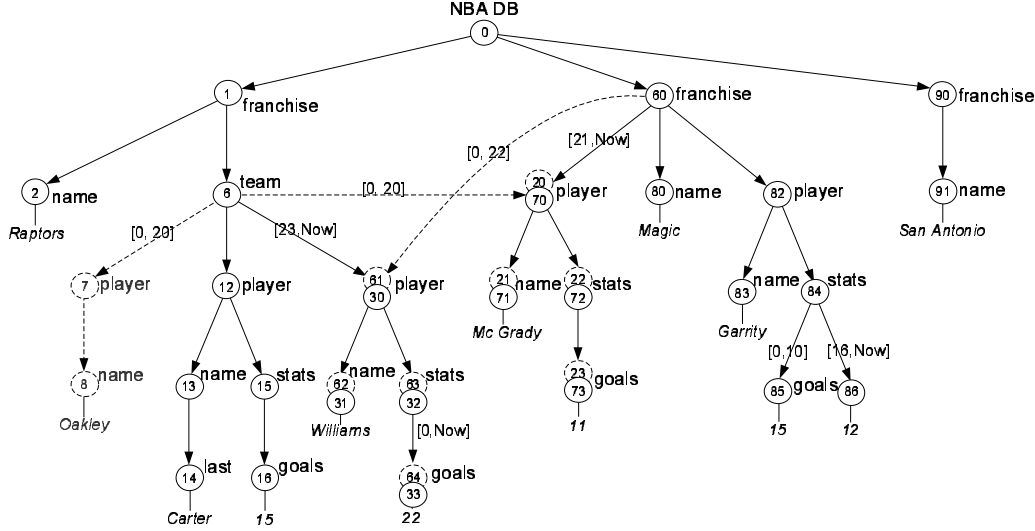 NBA DB
0
1
franchise
60
franchise
90
franchise
[0, 22]
[21,Now]
2
name
Raptors
6
team
[0, 20]
20
70
player
80
name
Magic
82
player
91
name
San Antonio
[0, 20]
[23,Now]
7
player
12
player
61
30
player
21
71
name
Mc Grady
22
72
stats
83
name
Garrity
84
stats
8
name
Oakley
13
name
15
stats
62
31
name
Williams
63
32
stats
[0,Now]
23
73
goals
11
[0,10]
[16,Now]
85
goals
15
86
12
14
last
Carter
16
goals
15
64
33
goals
22